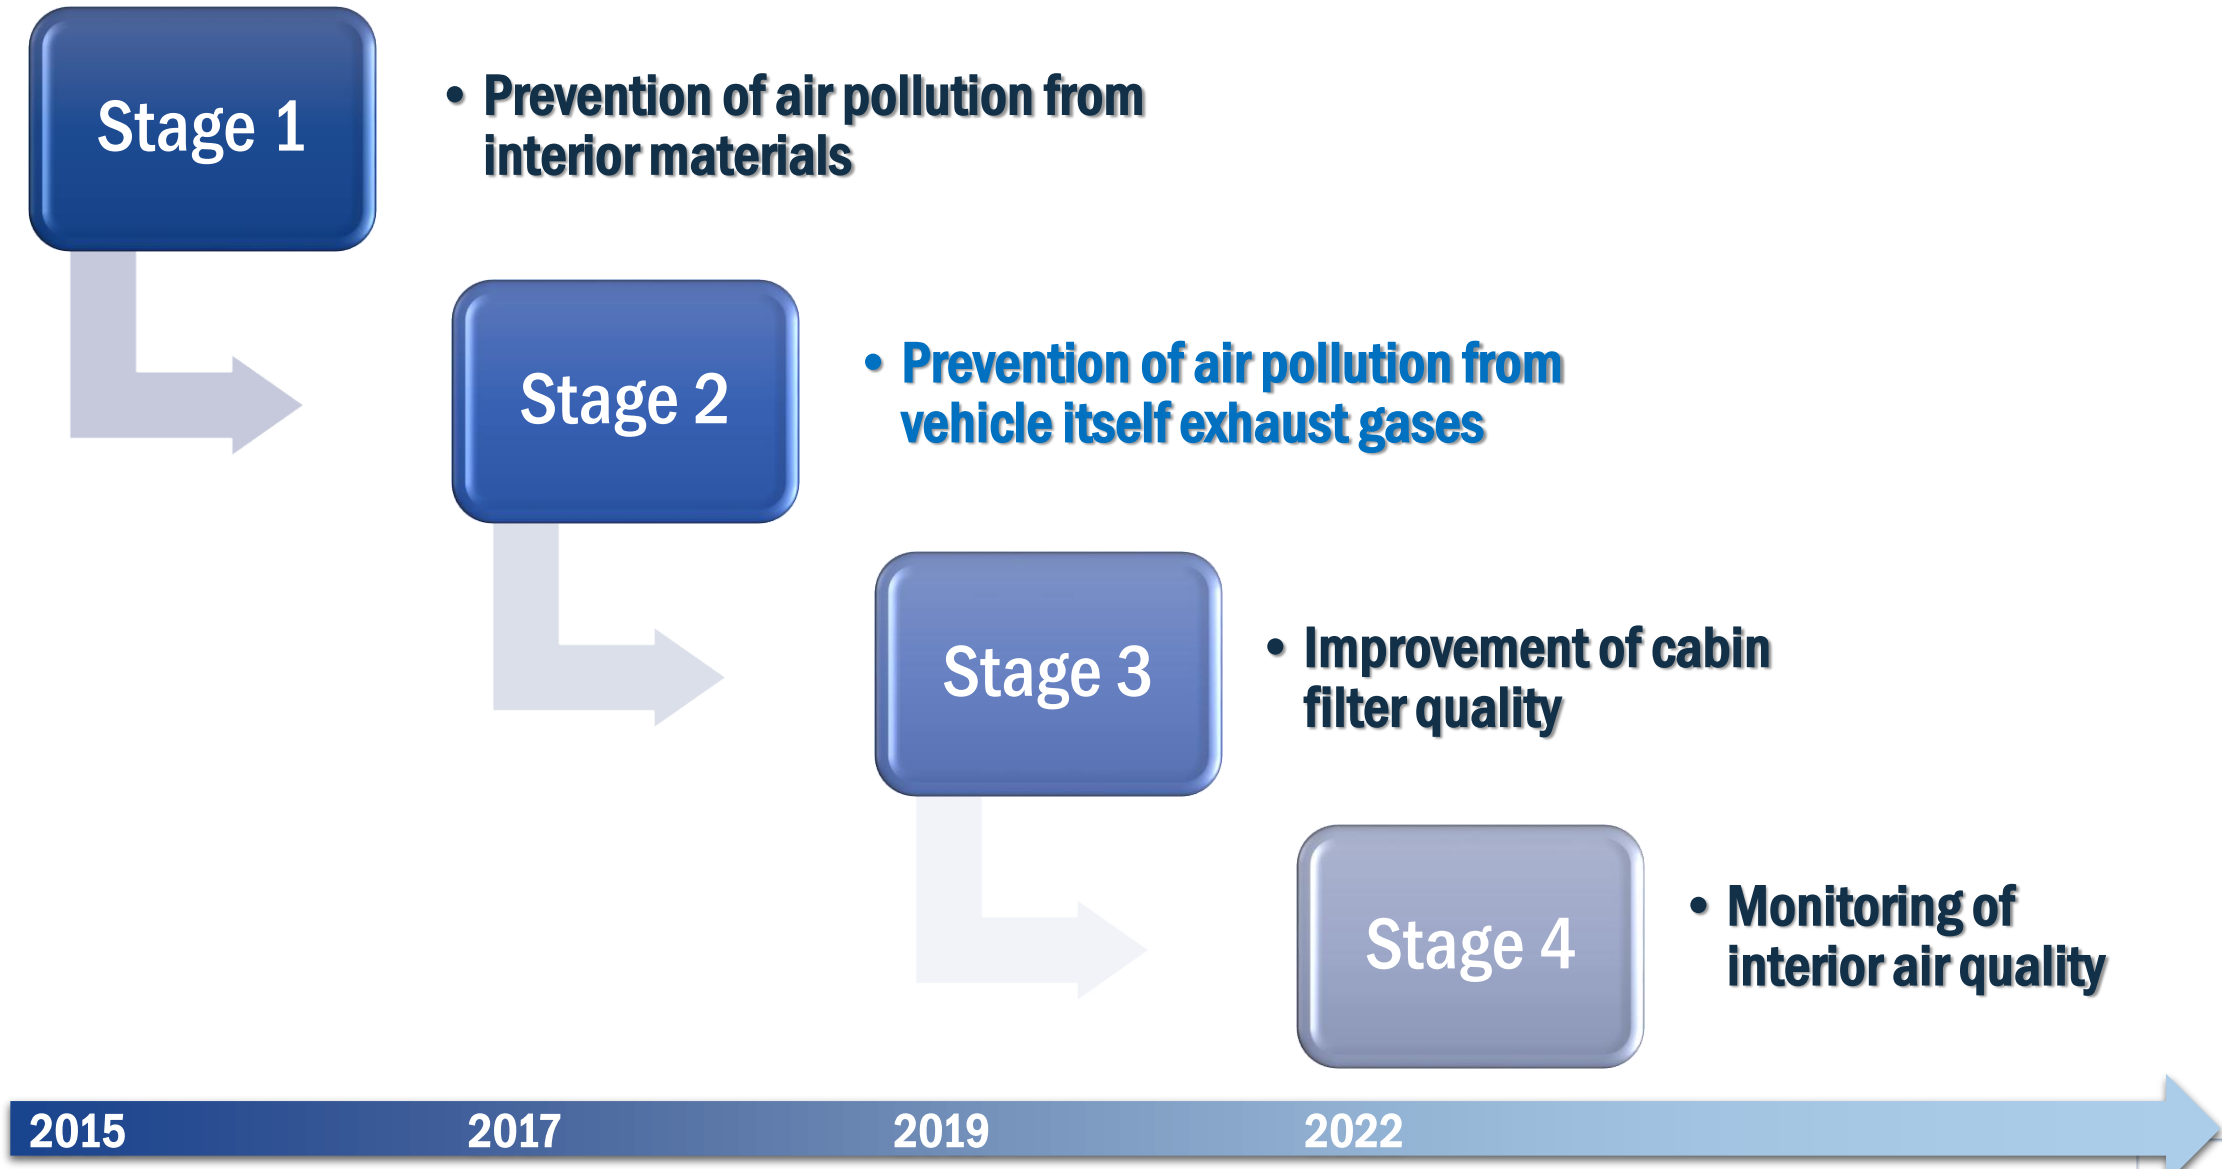 Stage 1
• Prevention of air pollution from
interior materials
Stage 2
• Prevention of air pollution from
vehicle itself exhaust gases
Stage 3
• Improvement of cabin
filter quality
Stage 4
• Monitoring of
interior air quality
2015 2017 2019 2022